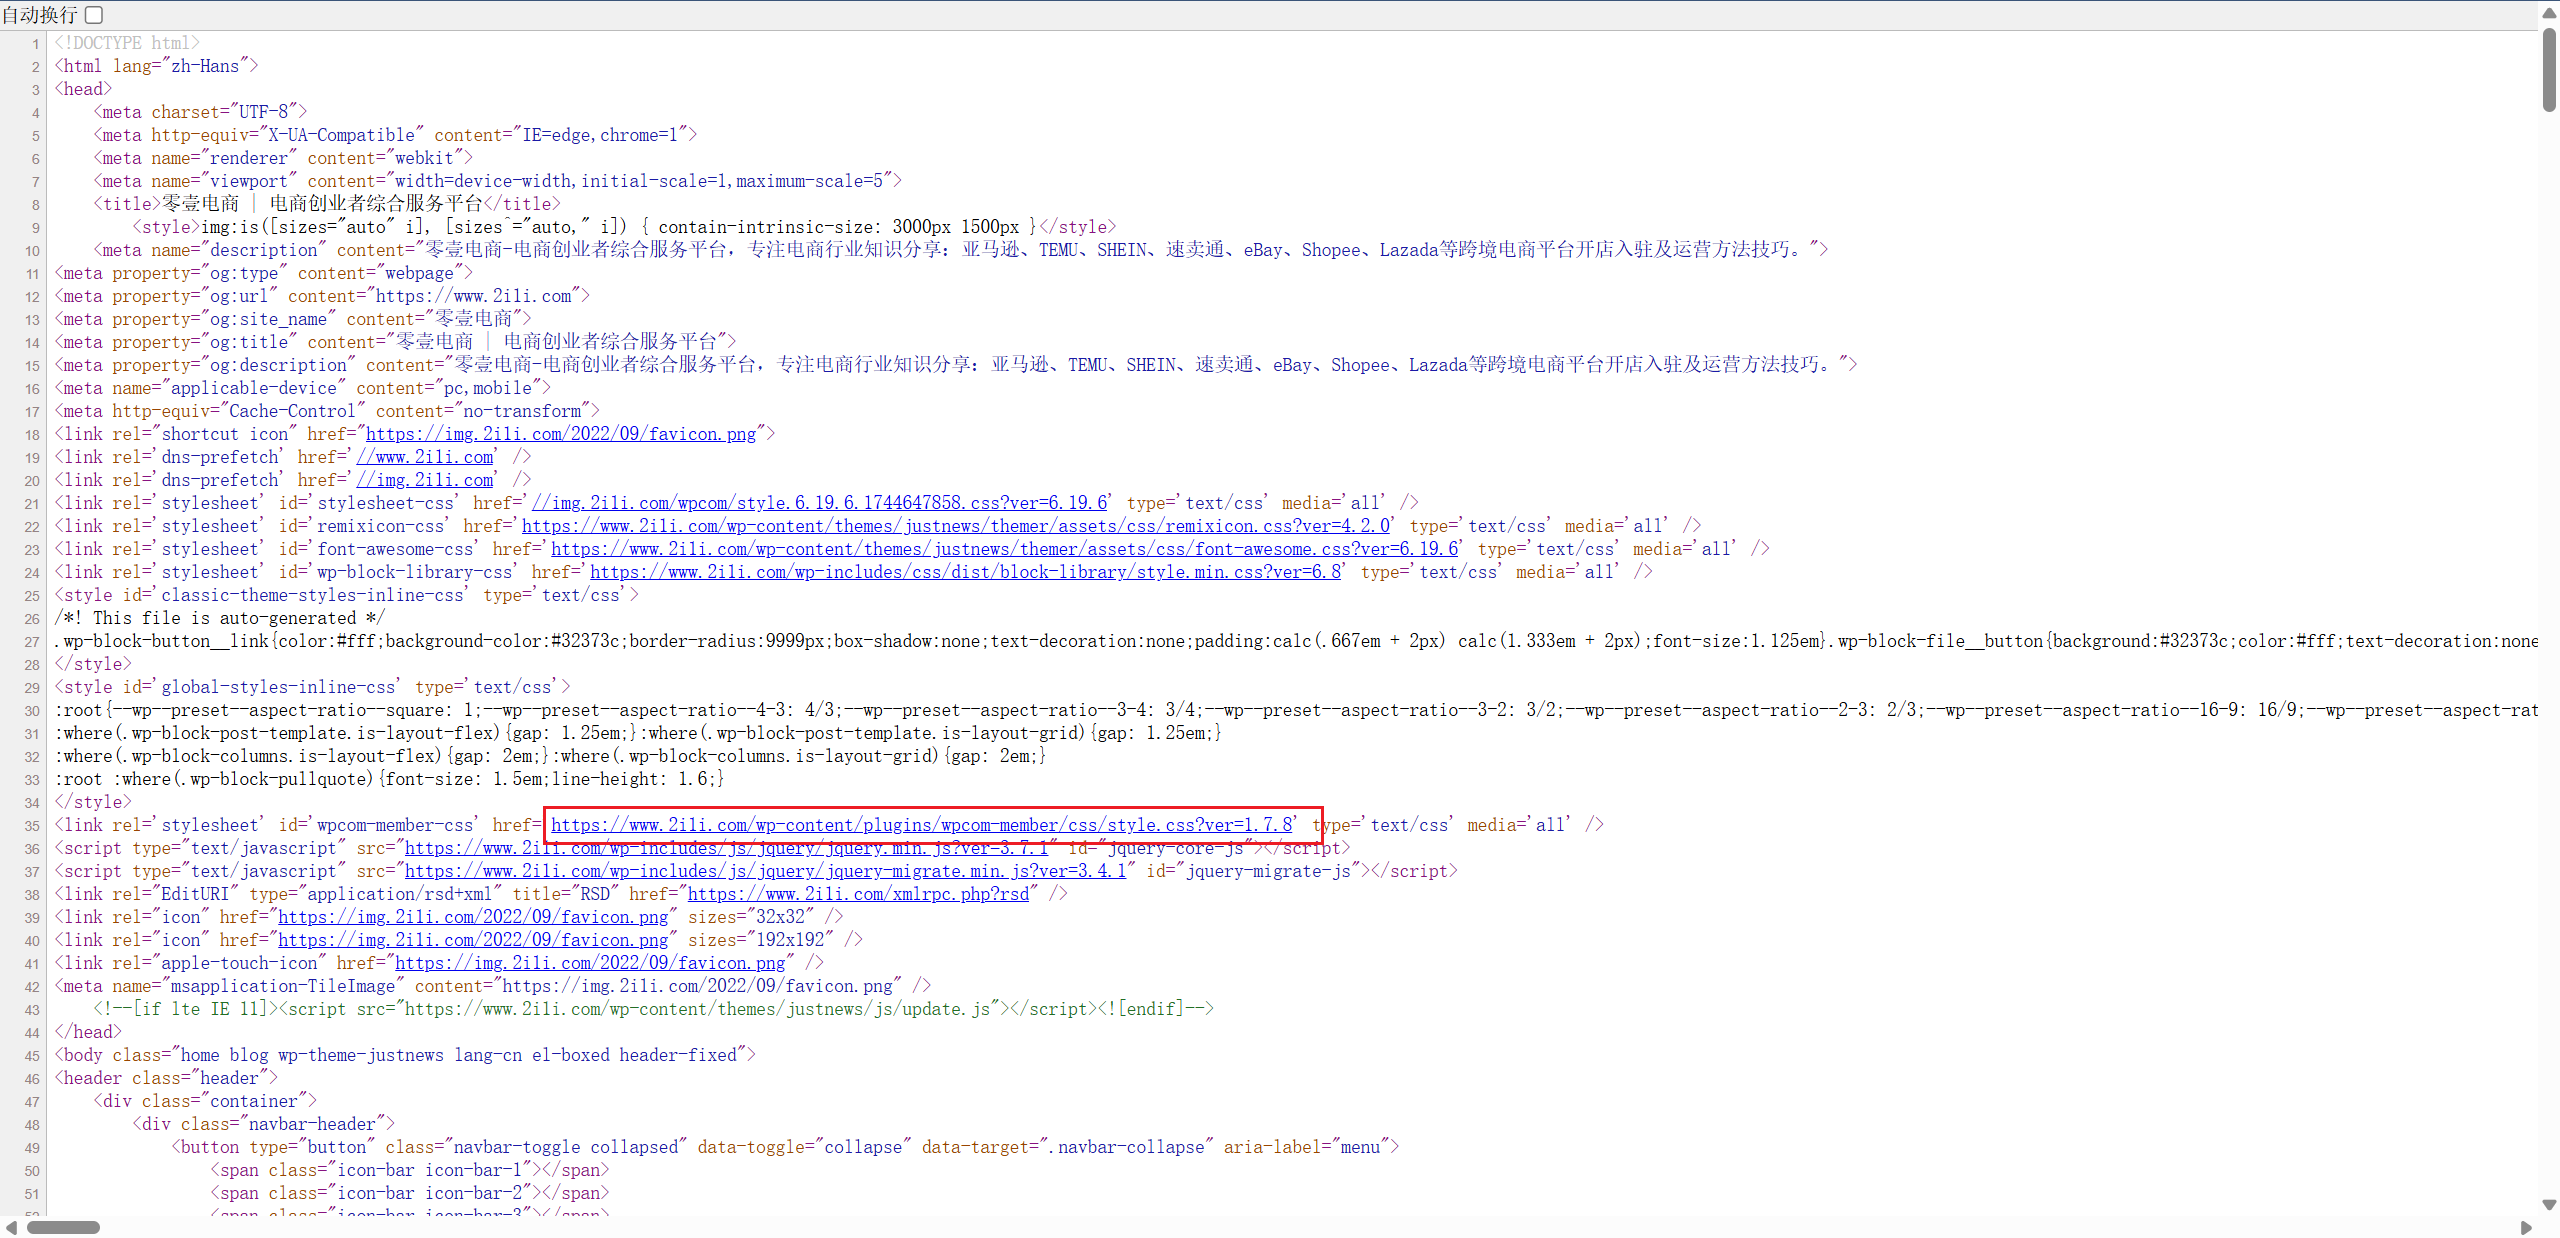 自动换行
1 <!DOCTYPE html>
2 <html lang="zh-Hans">
3 <head>
4 <meta charset="UTF-8">
5 <meta http-equiv="X-UA-Compatible" content="IE=edge,chrome=1">
6 <meta name="renderer" content="webkit">
7 <meta name="viewport" content="width=device-width,initial-scale=1,maximum-scale=5">
8 <title>零壹电商 | 电商创业者综合服务平台</title>
9 <style>img:is([sizes="auto" i], [sizes^="auto," i]) { contain-intrinsic-size: 3000px 1500px }</style>
10 <meta name="description" content="零壹电商-电商创业者综合服务平台，专注电商行业知识分享：亚马逊、TEMU、SHEIN、速卖通、eBay、Shopee、Lazada等跨境电商平台开店入驻及运营方法技巧。">
11 <meta property="og:type" content="webpage">
12 <meta property="og:url" content="https://www.2ili.com">
13 <meta property="og:site_name" content="零壹电商">
14 <meta property="og:title" content="零壹电商 | 电商创业者综合服务平台">
15 <meta property="og:description" content="零壹电商-电商创业者综合服务平台，专注电商行业知识分享：亚马逊、TEMU、SHEIN、速卖通、eBay、Shopee、Lazada等跨境电商平台开店入驻及运营方法技巧。">
16 <meta name="applicable-device" content="pc,mobile">
17 <meta http-equiv="Cache-Control" content="no-transform">
18 <link rel="shortcut icon" href="https://img.2ili.com/2022/09/favicon.png">
19 <link rel='dns-prefetch' href='//www.2ili.com' />
20 <link rel='dns-prefetch' href='//img.2ili.com' />
21 <link rel='stylesheet' id='stylesheet-css' href='//img.2ili.com/wpcom/style.6.19.6.1744647858.css?ver=6.19.6' type='text/css' media='all' />
22 <link rel='stylesheet' id='remixicon-css' href='https://www.2ili.com/wp-content/themes/justnews/themer/assets/css/remixicon.css?ver=4.2.0' type='text/css' media='all' />
23 <link rel='stylesheet' id='font-awesome-css' href='https://www.2ili.com/wp-content/themes/justnews/themer/assets/css/font-awesome.css?ver=6.19.6' type='text/css' media='all' />
24 <link rel='stylesheet' id='wp-block-library-css' href='https://www.2ili.com/wp-includes/css/dist/block-library/style.min.css?ver=6.8' type='text/css' media='all' />
25 <style id='classic-theme-styles-inline-css' type='text/css'>
26 /*! This file is auto-generated */
27 .wp-block-button__link{color:#fff;background-color:#32373c;border-radius:9999px;box-shadow:none;text-decoration:none;padding:calc(.667em + 2px) calc(1.333em + 2px);font-size:1.125em}.wp-block-file__button{background:#32373c;color:#fff;text-decoration:none
28 </style>
29 <style id='global-styles-inline-css' type='text/css'>
30 :root{--wp--preset--aspect-ratio--square: 1;--wp--preset--aspect-ratio--4-3: 4/3;--wp--preset--aspect-ratio--3-4: 3/4;--wp--preset--aspect-ratio--3-2: 3/2;--wp--preset--aspect-ratio--2-3: 2/3;--wp--preset--aspect-ratio--16-9: 16/9;--wp--preset--aspect-rat
31 :where(.wp-block-post-template.is-layout-flex){gap: 1.25em;}:where(.wp-block-post-template.is-layout-grid){gap: 1.25em;}
32 :where(.wp-block-columns.is-layout-flex){gap: 2em;}:where(.wp-block-columns.is-layout-grid){gap: 2em;}
33 :root :where(.wp-block-pullquote){font-size: 1.5em;line-height: 1.6;}
34 </style>
35 <link rel='stylesheet' id='wpcom-member-css' href='https://www.2ili.com/wp-content/plugins/wpcom-member/css/style.css?ver=1.7.8' type='text/css' media='all' />
36 <script type="text/javascript" src="https://www.2ili.com/wp-includes/js/jquery/jquery.min.js?ver=3.7.1" id="jquery-core-js"></script>
37 <script type="text/javascript" src="https://www.2ili.com/wp-includes/js/jquery/jquery-migrate.min.js?ver=3.4.1" id="jquery-migrate-js"></script>
38 <link rel="EditURI" type="application/rsd+xml" title="RSD" href="https://www.2ili.com/xmlrpc.php?rsd" />
39 <link rel="icon" href="https://img.2ili.com/2022/09/favicon.png" sizes="32x32" />
40 <link rel="icon" href="https://img.2ili.com/2022/09/favicon.png" sizes="192x192" />
41 <link rel="apple-touch-icon" href="https://img.2ili.com/2022/09/favicon.png" />
42 <meta name="msapplication-TileImage" content="https://img.2ili.com/2022/09/favicon.png" />
43 <!--[if lte IE 11]><script src="https://www.2ili.com/wp-content/themes/justnews/js/update.js"></script><![endif]-->
44 </head>
45 <body class="home blog wp-theme-justnews lang-cn el-boxed header-fixed">
46 <header class="header">
47 <div class="container">
48 <div class="navbar-header">
49 <button type="button" class="navbar-toggle collapsed" data-toggle="collapse" data-target=".navbar-collapse" aria-label="menu">
50 <span class="icon-bar icon-bar-1"></span>
51 <span class="icon-bar icon-bar-2"></span>
52 <span class="icon-bar icon-bar-3"></span>